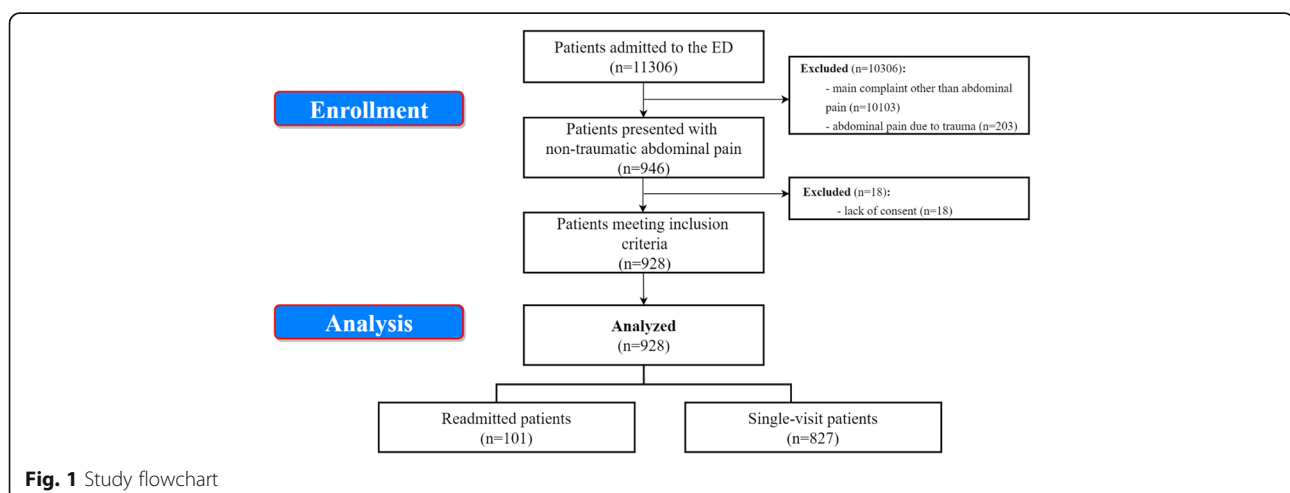 Patients admitted to the ED
(n=11306)
Excluded (n=10306):
- main complaint other than abdominal
pain (n=10103)
- abdominal pain due to trauma (n=203)
Enrollment
Patients presented with
non-traumatic abdominal pain
(n=946)
Excluded (n=18):
- lack of consent (n=18)
Patients meeting inclusion
criteria
(n=928)
Analysis
Analyzed
(n=928)
Readmitted patients
(n=101)
Single-visit patients
(n=827)
Fig. 1 Study flowchart